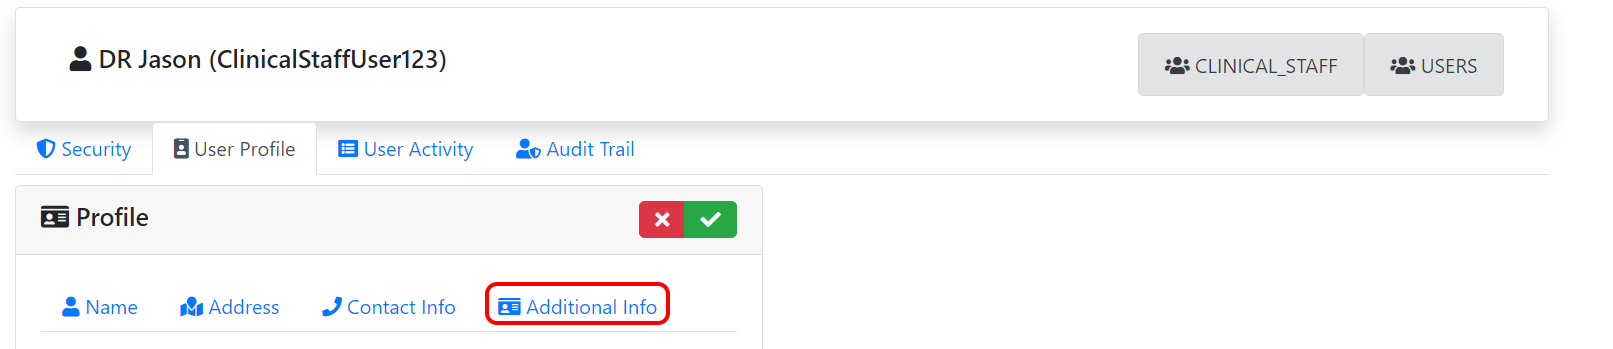 DR Jason (ClinicalStaffUser123)
CLINICAL_STAFF USERS
Security User Profile User Activity Audit Trail
Profile
Name Address Contact Info Additional Info